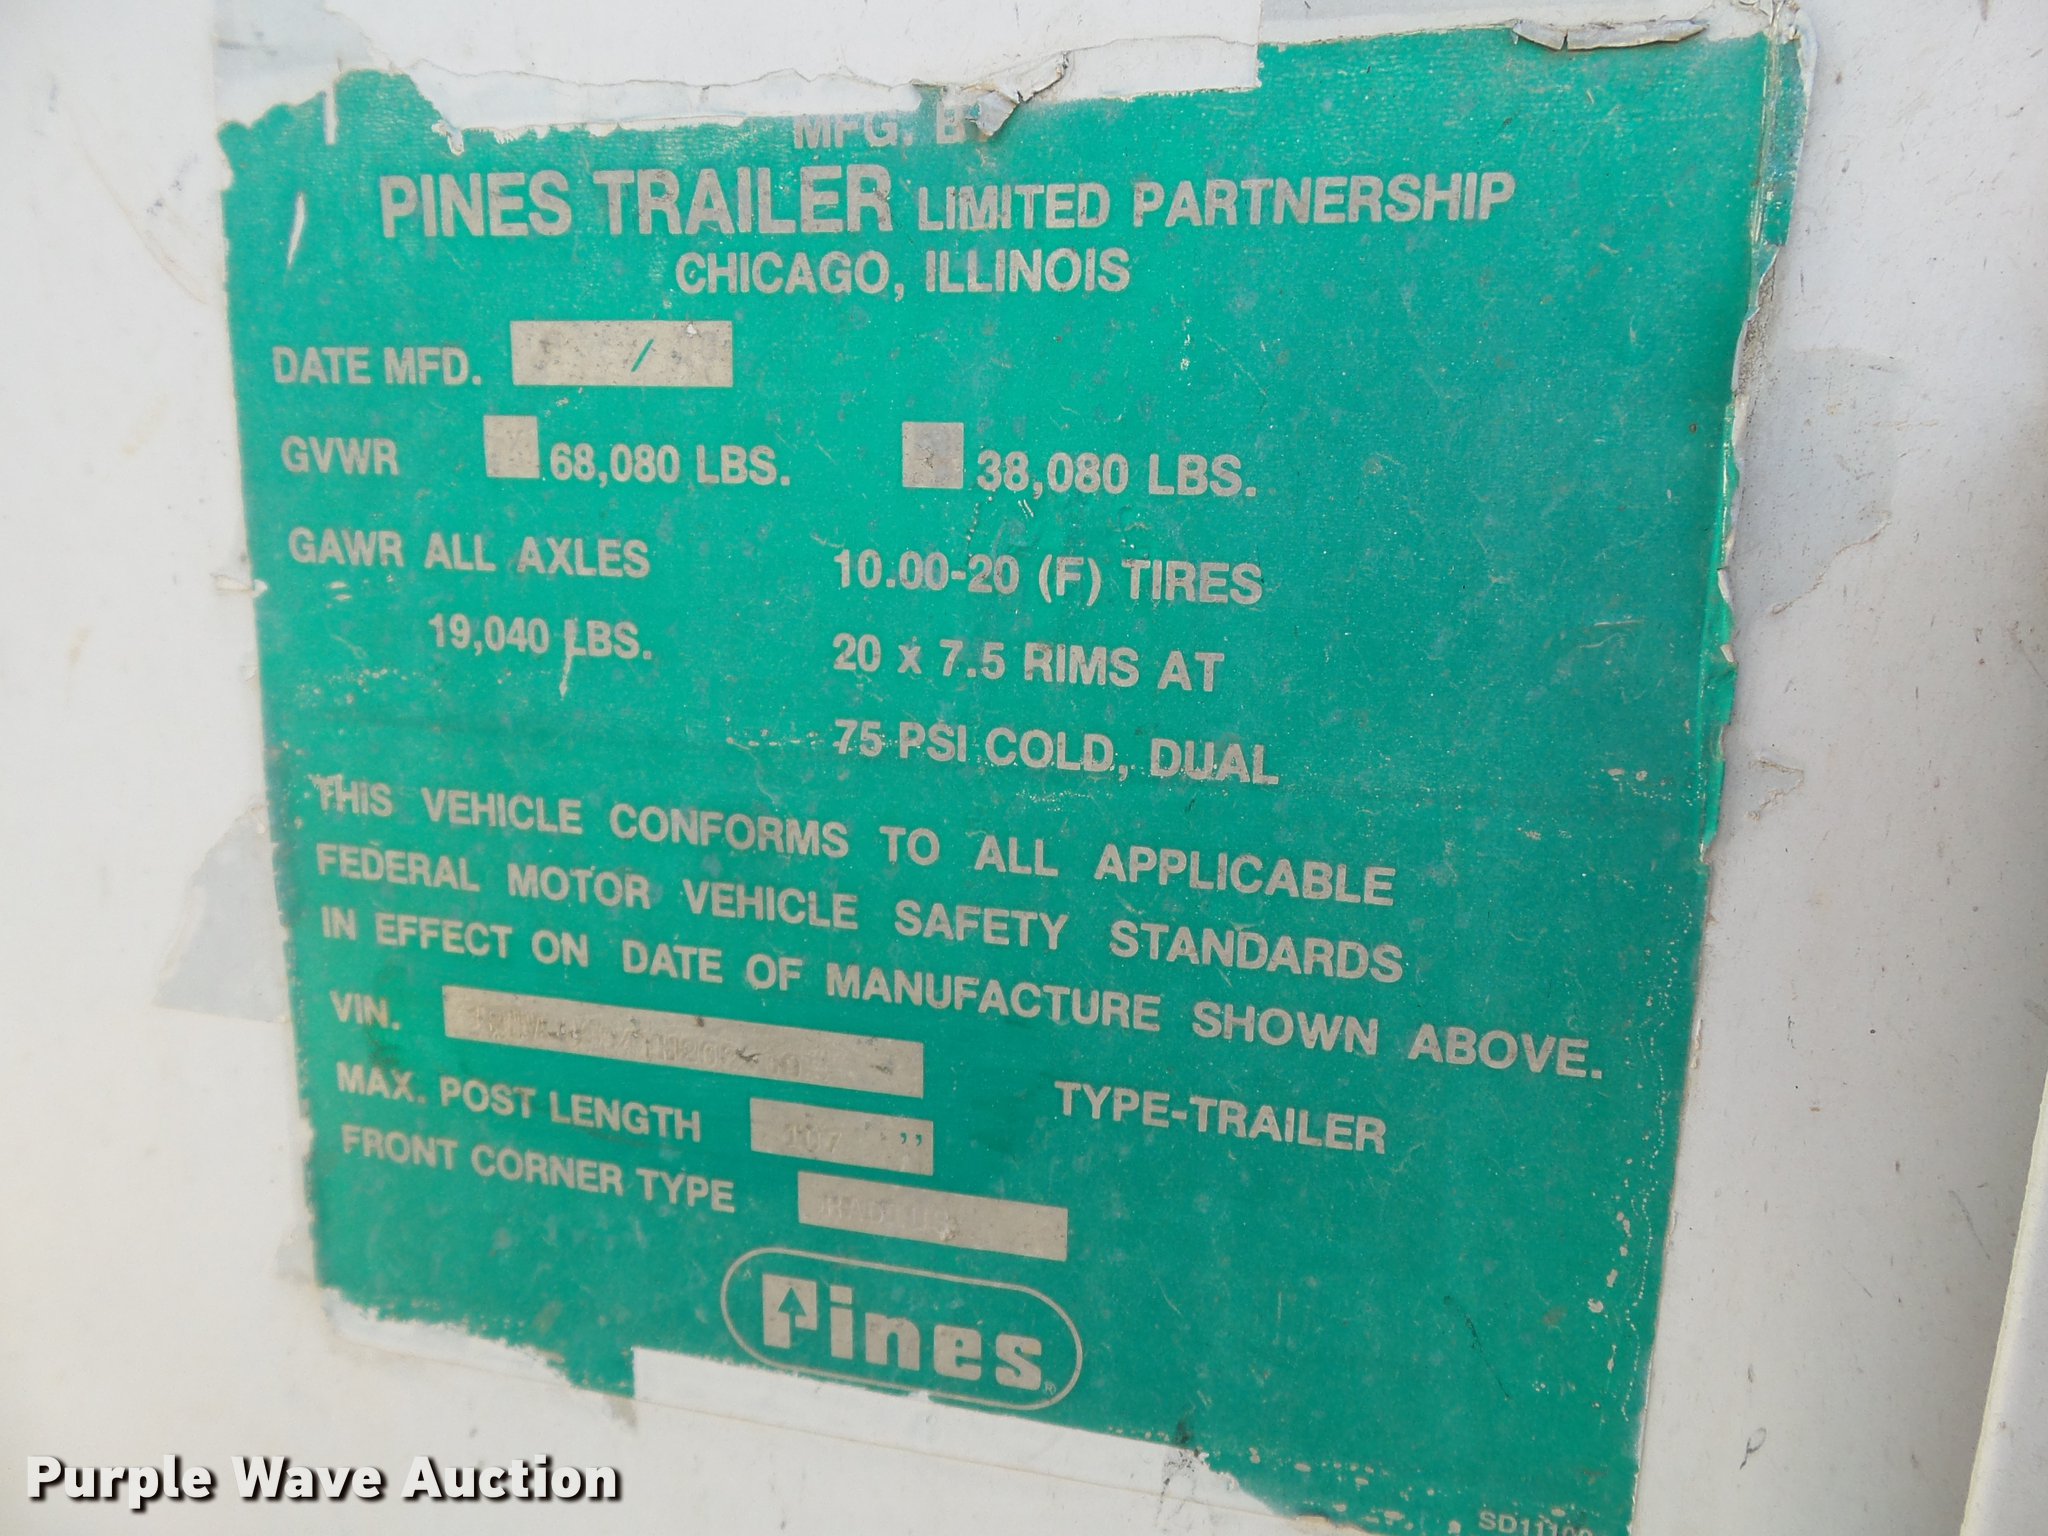 MFG. B
PINES TRAILER LIMITED PARTNERSHIP
CHICAGO, ILLINOIS
DATE MFD. /
GVWR 68,080 LBS. 38,080 LBS.
GAWR ALL AXLES 10.00-20 (F) TIRES
19,040 LBS. 20 x 7.5 RIMS AT
75 PSI COLD, DUAL
THIS VEHICLE CONFORMS TO ALL APPLICABLE
FEDERAL MOTOR VEHICLE SAFETY STANDARDS
IN EFFECT ON DATE OF MANUFACTURE SHOWN ABOVE.
VIN.
MAX. POST LENGTH 107 " TYPE-TRAILER
FRONT CORNER TYPE RADIUS
Pines ®
Purple Wave Auction